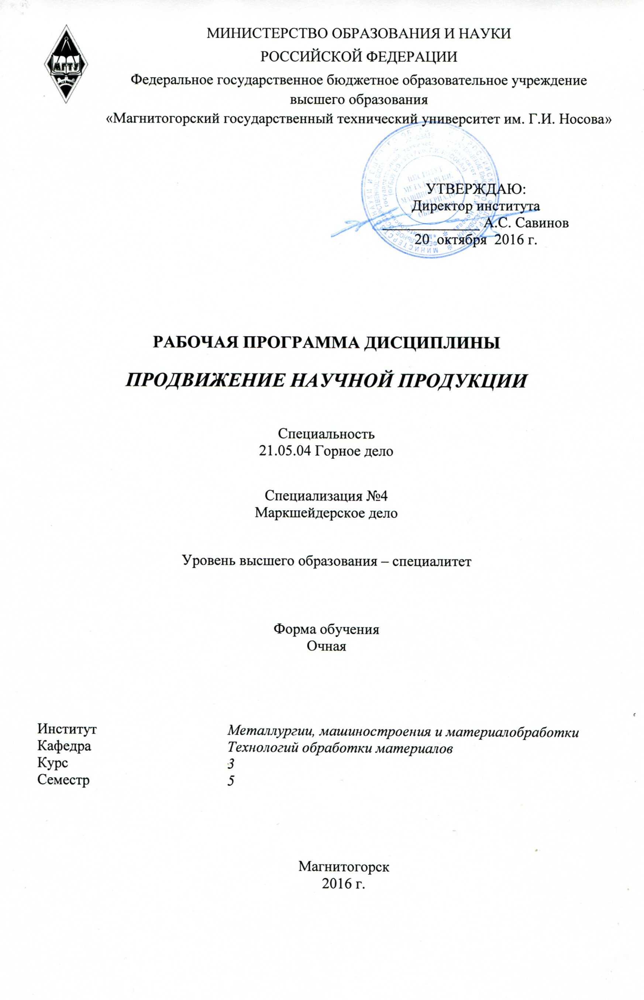 МИНИСТЕРСТВО ОБРАЗОВАНИЯ И НАУКИ
РОССИЙСКОЙ ФЕДЕРАЦИИ
Федеральное государственное бюджетное образовательное учреждение
высшего образования
«Магнитогорский государственный технический университет им. Г.И. Носова»
МГТУ
УТВЕРЖДАЮ:
Директор института
А.С. Савинов
20 октября 2016 г.
РАБОЧАЯ ПРОГРАММА ДИСЦИПЛИНЫ
ПРОДВИЖЕНИЕ НАУЧНОЙ ПРОДУКЦИИ
Специальность
21.05.04 Горное дело
Специализация №4
Маркшейдерское дело
Уровень высшего образования – специалитет
Форма обучения
Очная
Институт Металлургии, машиностроения и материалобработки
Кафедра Технологий обработки материалов
Курс 3
Семестр 5
Магнитогорск
2016 г.